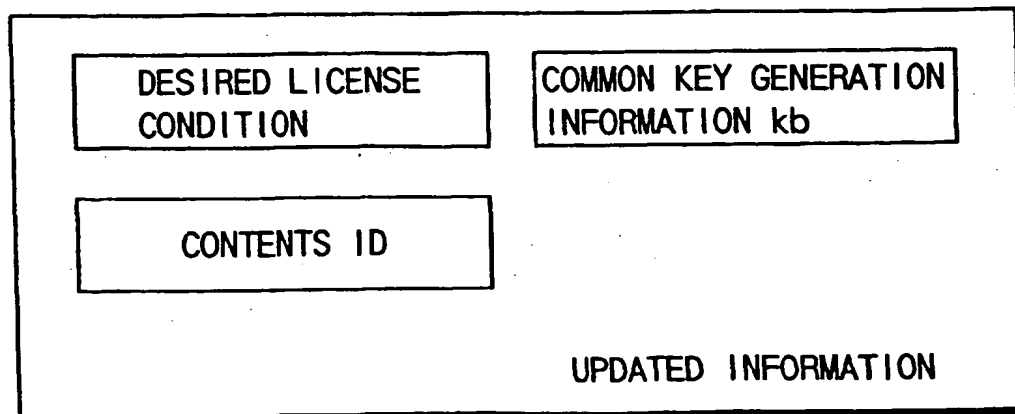 DESIRED LICENSE
CONDITION
COMMON KEY GENERATION
INFORMATION kb
CONTENTS ID
UPDATED INFORMATION